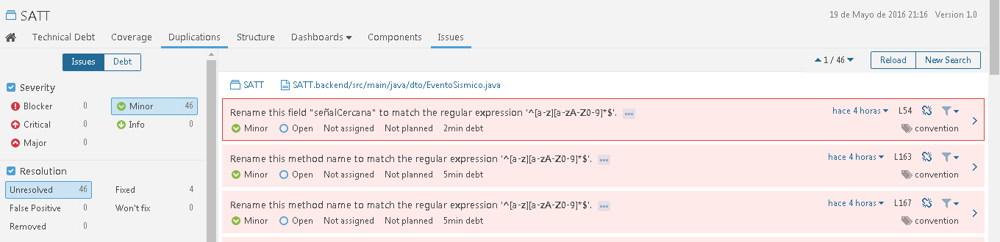 SATT
19 de Mayo de 2016 21:16 Version 1.0
Technical Debt Coverage Duplications Structure Dashboards Components Issues
Issues Debt
1 / 46 Reload New Search
Severity
Blocker 0 Minor 46
Critical 0 Info 0
Major 0
Resolution
Unresolved 46 Fixed 4
False Positive 0 Won't fix 0
Removed 0
SATT SATT.backend/src/main/java/dto/EventoSismico.java
Rename this field "señalCercana" to match the regular expression '^[a-z][a-zA-Z0-9]*$'. ... hace 4 horas L54
Minor Open Not assigned Not planned 2min debt convention
Rename this method name to match the regular expression '^[a-z][a-zA-Z0-9]*$'. ... hace 4 horas L163
Minor Open Not assigned Not planned 5min debt convention
Rename this method name to match the regular expression '^[a-z][a-zA-Z0-9]*$'. ... hace 4 horas L167
Minor Open Not assigned Not planned 5min debt convention